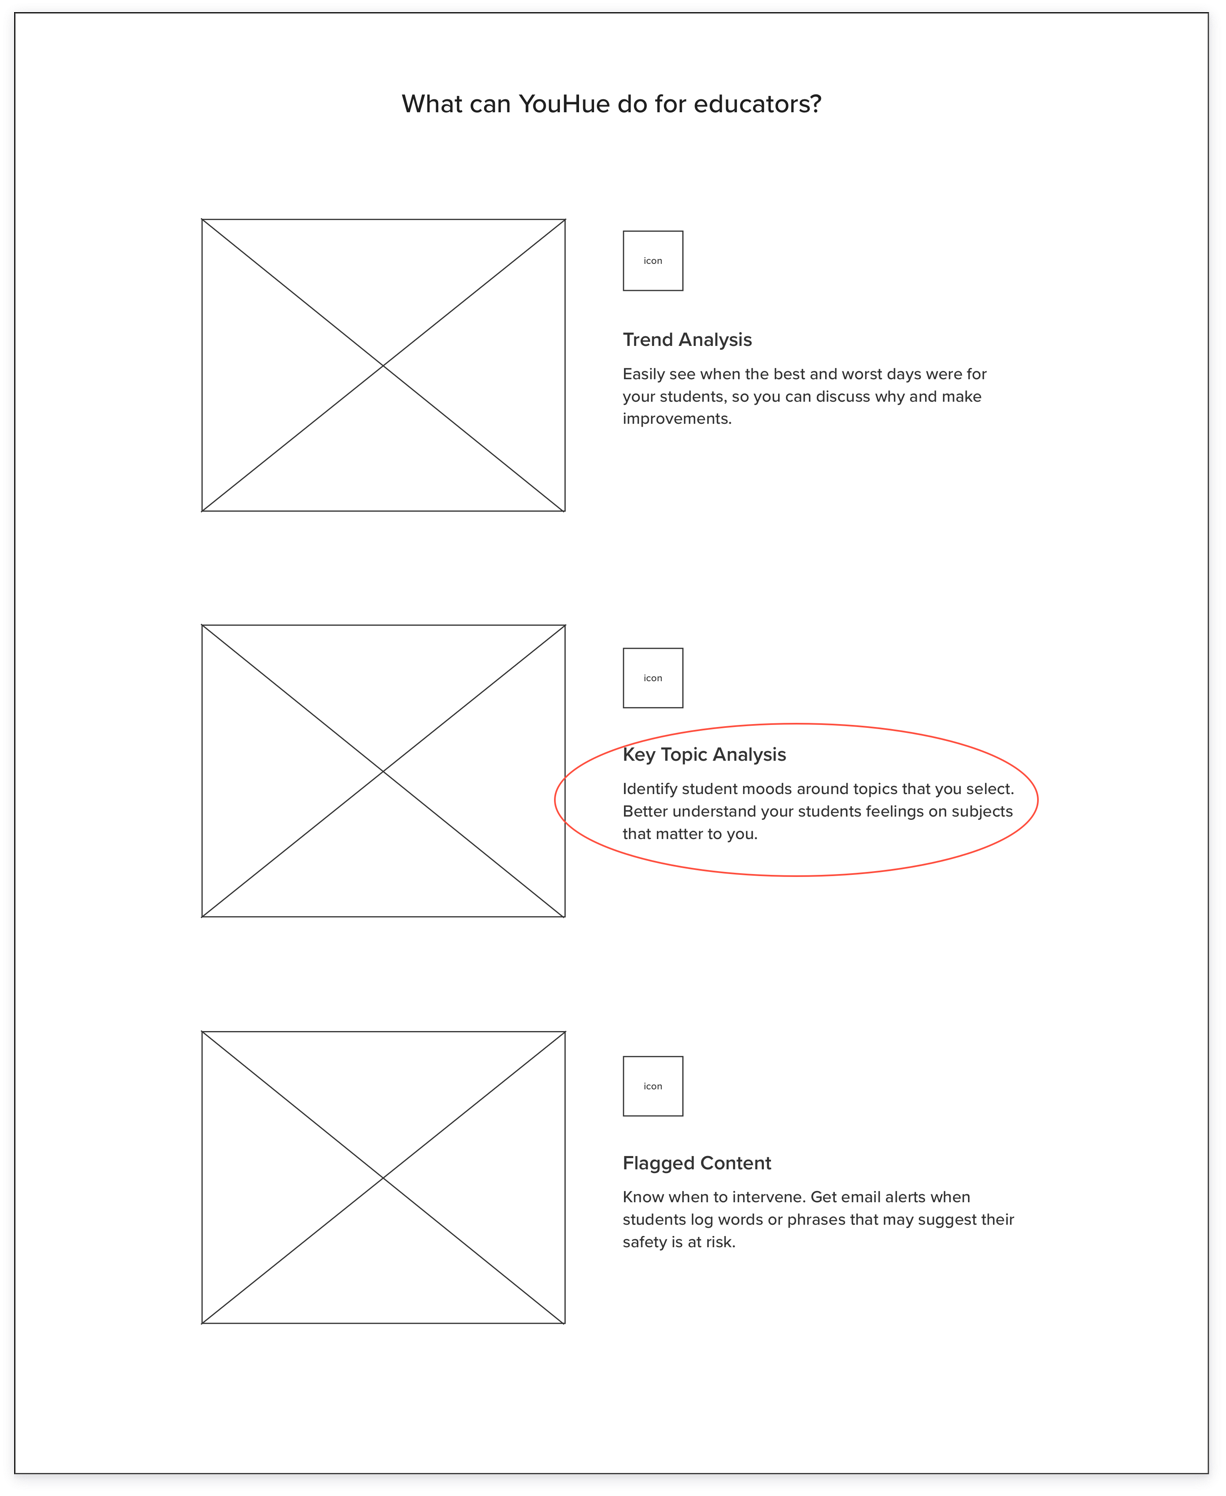 What can YouHue do for educators?
icon
Trend Analysis
Easily see when the best and worst days were for
your students, so you can discuss why and make
improvements.
icon
Key Topic Analysis
Identify student moods around topics that you select.
Better understand your students feelings on subjects
that matter to you.
icon
Flagged Content
Know when to intervene. Get email alerts when
students log words or phrases that may suggest their
safety is at risk.